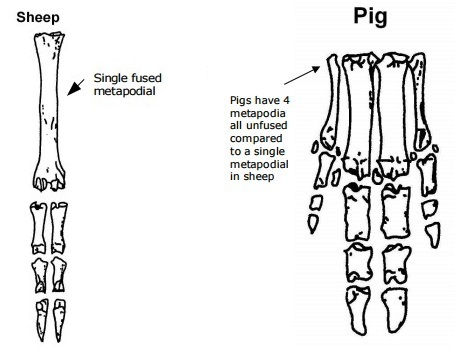 Sheep
Pig
Single fused
metapodial
Pigs have 4
metapodia
all unfused
compared
to a single
metapodial
in sheep